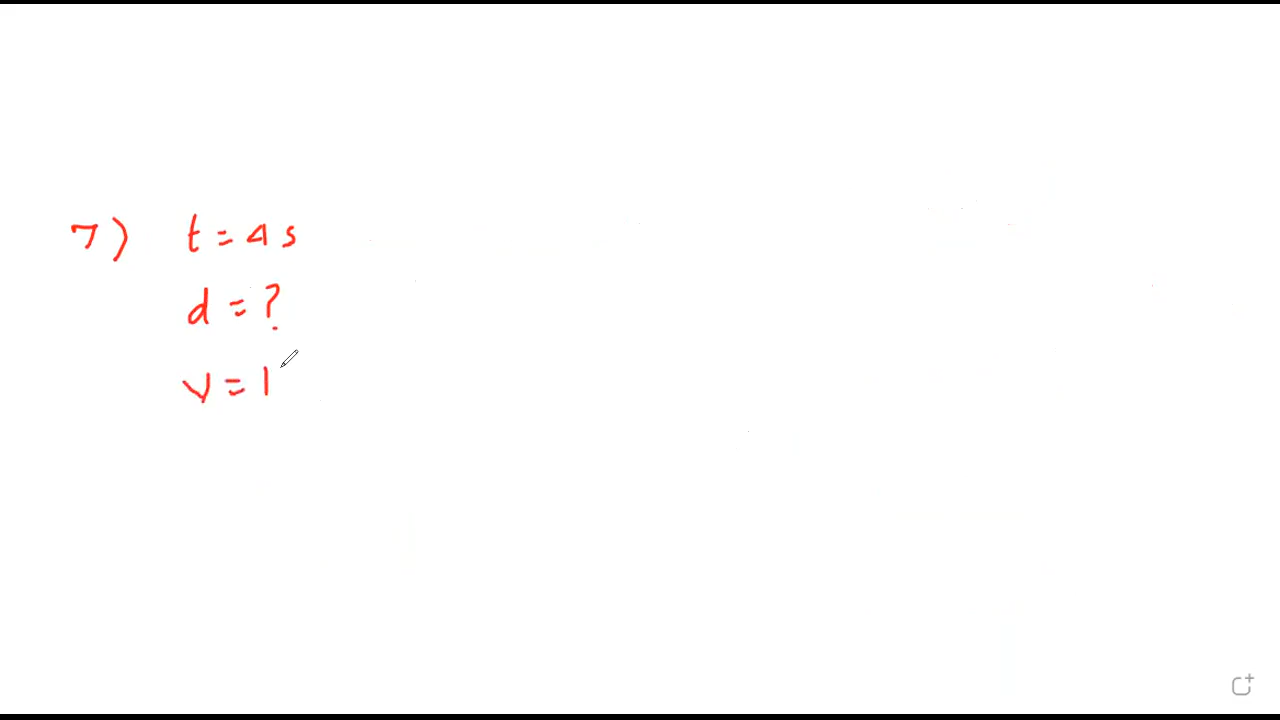 7) t = 4 s
d = ?
v = 1